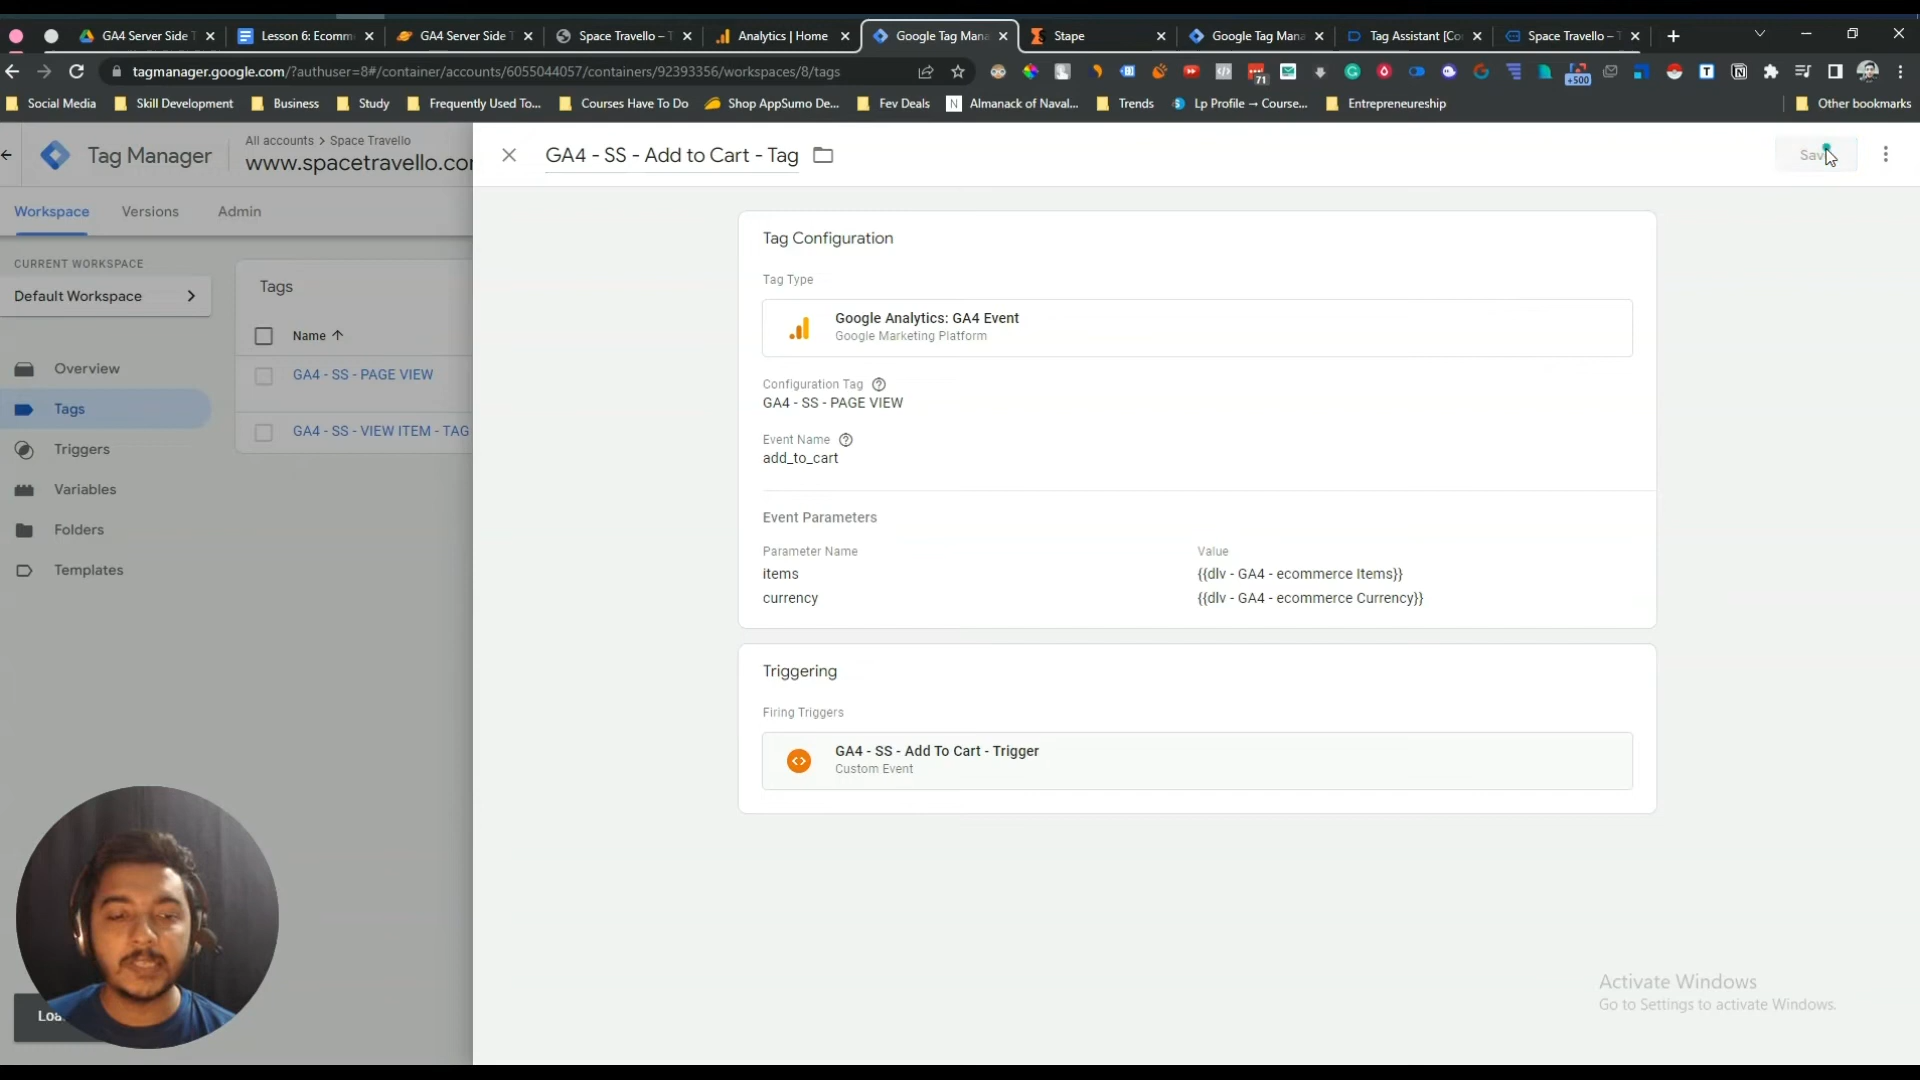 GA4 Server Side T
Lesson 6: Ecomm
GA4 Server Side T
Space Travello – T
Analytics | Home
Google Tag Mana
Stape
Google Tag Mana
Tag Assistant [Co
Space Travello – T
tagmanager.google.com/?authuser=8#/container/accounts/6055044057/containers/92393356/workspaces/8/tags
71
+500
T
Social Media
Skill Development
Business
Study
Frequently Used To...
Courses Have To Do
Shop AppSumo De...
Fev Deals
N Almanack of Naval...
Trends
Lp Profile → Course...
Entrepreneurship
Other bookmarks
Tag Manager
All accounts > Space Travello
www.spacetravello.com
GA4 - SS - Add to Cart - Tag
Save
Workspace
Versions
Admin
CURRENT WORKSPACE
Default Workspace
Overview
Tags
Triggers
Variables
Folders
Templates
Tags
Name
GA4 - SS - PAGE VIEW
GA4 - SS - VIEW ITEM - TAG
Tag Configuration
Tag Type
Google Analytics: GA4 Event
Google Marketing Platform
Configuration Tag
GA4 - SS - PAGE VIEW
Event Name
add_to_cart
Event Parameters
Parameter Name
Value
items
{{dlv - GA4 - ecommerce Items}}
currency
{{dlv - GA4 - ecommerce Currency}}
Triggering
Firing Triggers
GA4 - SS - Add To Cart - Trigger
Custom Event
Activate Windows
Go to Settings to activate Windows.